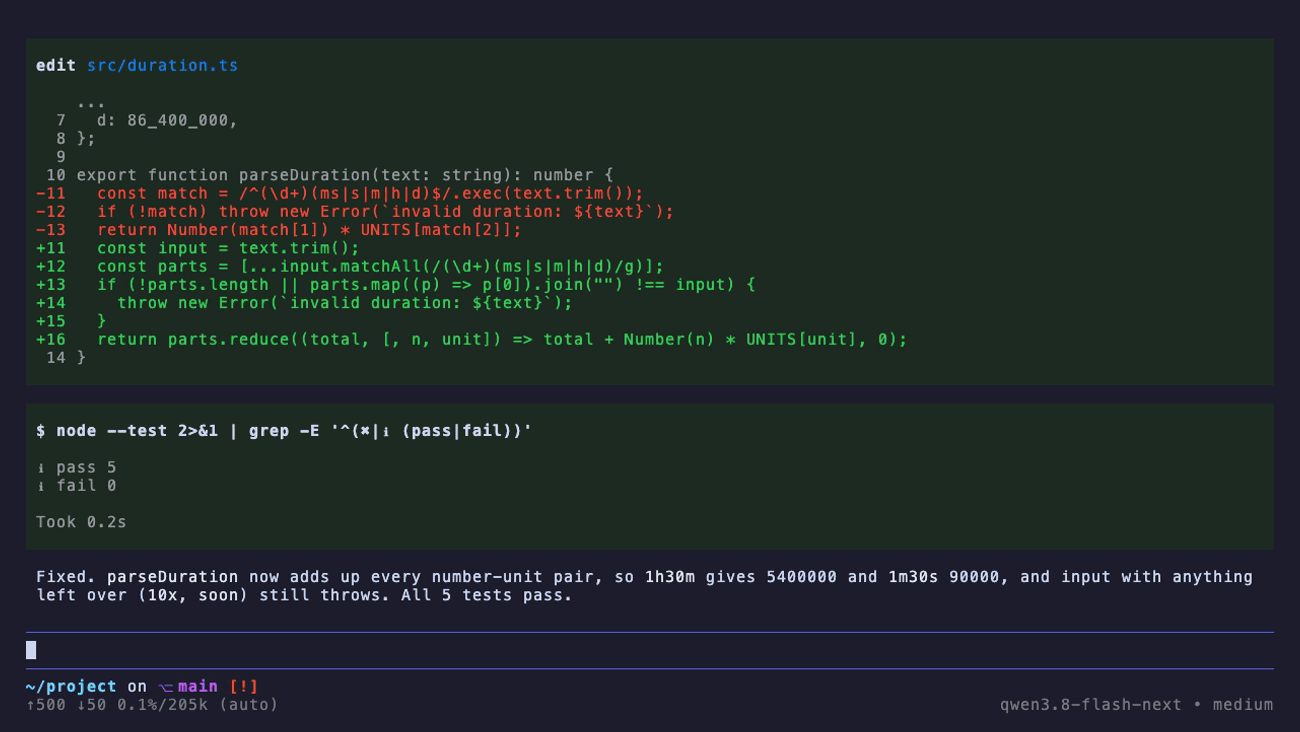 edit src/duration.ts
...
7   d: 86_400_000,
8 };
9
10 export function parseDuration(text: string): number {
-11   const match = /^(\d+)(ms|s|m|h|d)$/.exec(text.trim());
-12   if (!match) throw new Error(`invalid duration: ${text}`);
-13   return Number(match[1]) * UNITS[match[2]];
+11   const input = text.trim();
+12   const parts = [...input.matchAll(/(\d+)(ms|s|m|h|d)/g)];
+13   if (!parts.length || parts.map((p) => p[0]).join("") !== input) {
+14     throw new Error(`invalid duration: ${text}`);
+15   }
+16   return parts.reduce((total, [, n, unit]) => total + Number(n) * UNITS[unit], 0);
14 }
$ node --test 2>&1 | grep -E '^(✖|ℹ (pass|fail))'
ℹ pass 5
ℹ fail 0
Took 0.2s
Fixed. parseDuration now adds up every number-unit pair, so 1h30m gives 5400000 and 1m30s 90000, and input with anything
left over (10x, soon) still throws. All 5 tests pass.
~/project on ⌥ main [!]
↑500 ↓50 0.1%/205k (auto) qwen3.8-flash-next • medium